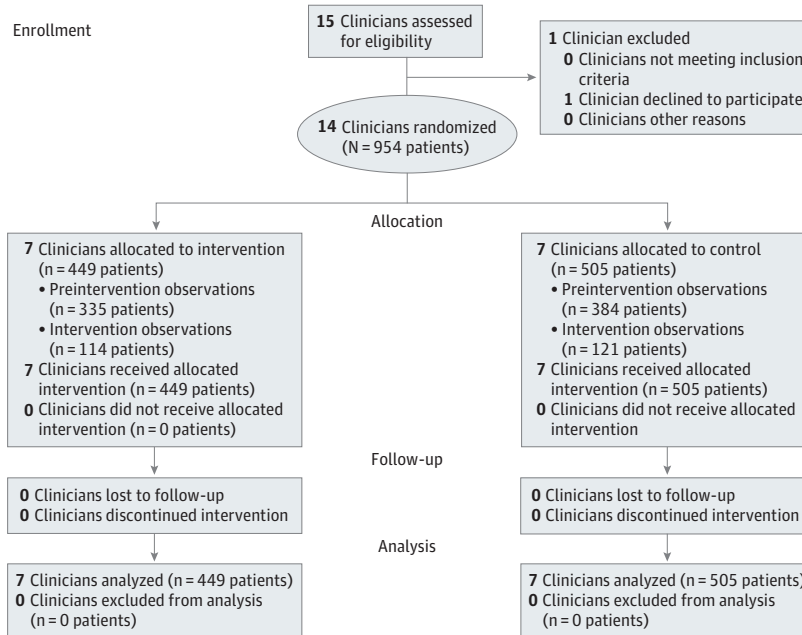 Enrollment
15 Clinicians assessed
for eligibility
1 Clinician excluded
0 Clinicians not meeting inclusion
criteria
1 Clinician declined to participate
0 Clinicians other reasons
14 Clinicians randomized
(N = 954 patients)
Allocation
7 Clinicians allocated to intervention
(n = 449 patients)
• Preintervention observations
(n = 335 patients)
• Intervention observations
(n = 114 patients)
7 Clinicians received allocated
intervention (n = 449 patients)
0 Clinicians did not receive allocated
intervention (n = 0 patients)
7 Clinicians allocated to control
(n = 505 patients)
• Preintervention observations
(n = 384 patients)
• Intervention observations
(n = 121 patients)
7 Clinicians received allocated
intervention (n = 505 patients)
0 Clinicians did not receive allocated
intervention
Follow-up
0 Clinicians lost to follow-up
0 Clinicians discontinued intervention
0 Clinicians lost to follow-up
0 Clinicians discontinued intervention
Analysis
7 Clinicians analyzed (n = 449 patients)
0 Clinicians excluded from analysis
(n = 0 patients)
7 Clinicians analyzed (n = 505 patients)
0 Clinicians excluded from analysis
(n = 0 patients)